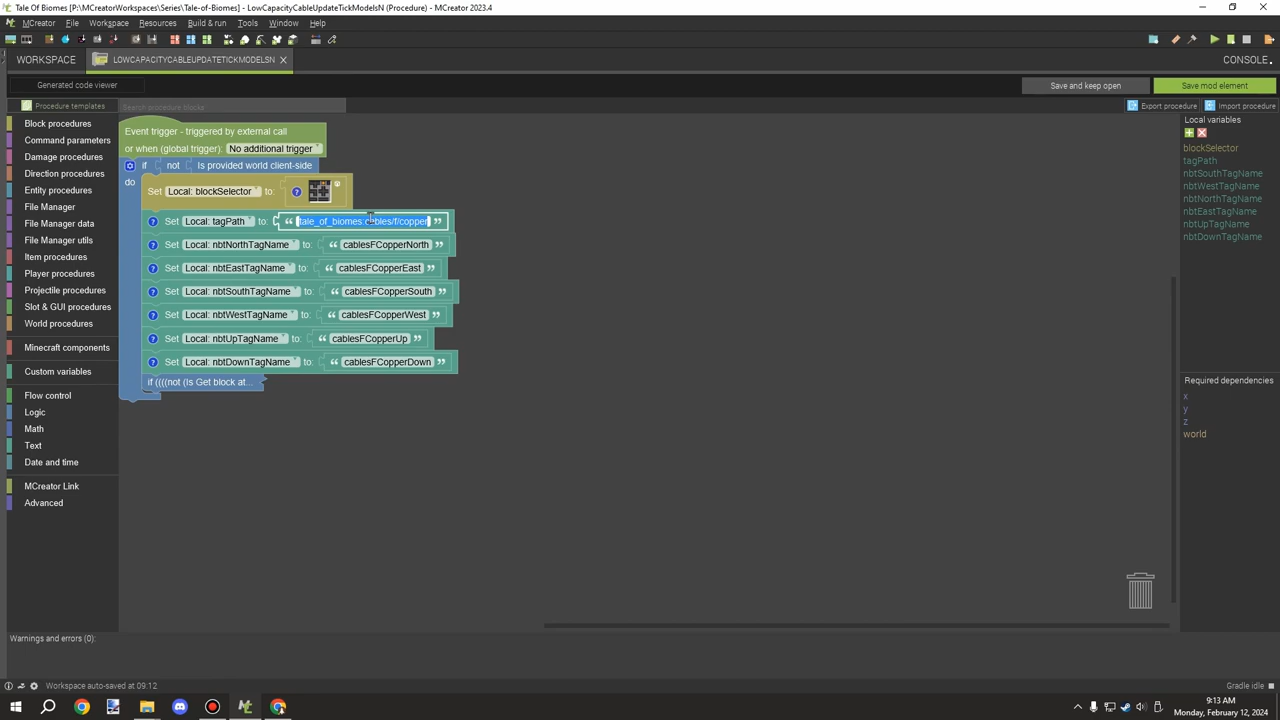 Tale Of Biomes [P:\MCreatorWorkspaces\Series\Tale-of-Biomes] - LowCapacityCableUpdateTickModelsN (Procedure) - MCreator 2023.4
MCreator File Workspace Resources Build & run Tools Window Help
WORKSPACE LOWCAPACITYCABLEUPDATETICKMODELSN CONSOLE
Generated code viewer Save and keep open Save mod element
Procedure templates Search procedure blocks Export procedure Import procedure
Block procedures
Command parameters
Damage procedures
Direction procedures
Entity procedures
File Manager
File Manager data
File Manager utils
Item procedures
Player procedures
Projectile procedures
Slot & GUI procedures
World procedures
Minecraft components
Custom variables
Flow control
Logic
Math
Text
Date and time
MCreator Link
Advanced
Event trigger - triggered by external call
or when (global trigger): No additional trigger
if not Is provided world client-side
do
Set Local: blockSelector to:
Set Local: tagPath to: “ tale_of_biomes:cables/f/copper ”
Set Local: nbtNorthTagName to: “ cablesFCopperNorth ”
Set Local: nbtEastTagName to: “ cablesFCopperEast ”
Set Local: nbtSouthTagName to: “ cablesFCopperSouth ”
Set Local: nbtWestTagName to: “ cablesFCopperWest ”
Set Local: nbtUpTagName to: “ cablesFCopperUp ”
Set Local: nbtDownTagName to: “ cablesFCopperDown ”
if ((((not (Is Get block at...
Local variables
blockSelector
tagPath
nbtSouthTagName
nbtWestTagName
nbtNorthTagName
nbtEastTagName
nbtUpTagName
nbtDownTagName
Required dependencies
x
y
z
world
Warnings and errors (0):
Workspace auto-saved at 09:12 Gradle idle
9:13 AM
Monday, February 12, 2024